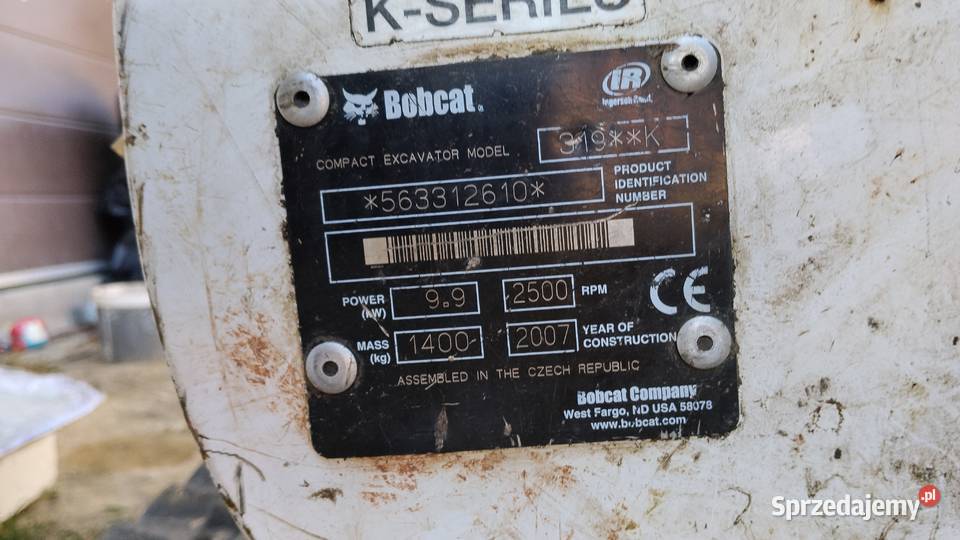 K-SERIES
Bobcat
IR
Ingersoll Rand
COMPACT EXCAVATOR MODEL 319**K
*563312610* PRODUCT IDENTIFICATION NUMBER
POWER (kW) 9.9 2500 RPM
MASS (kg) 1400 2007 YEAR OF CONSTRUCTION
CE
ASSEMBLED IN THE CZECH REPUBLIC
Bobcat Company
West Fargo, ND USA 58078
www.bobcat.com
Sprzedajemy.pl